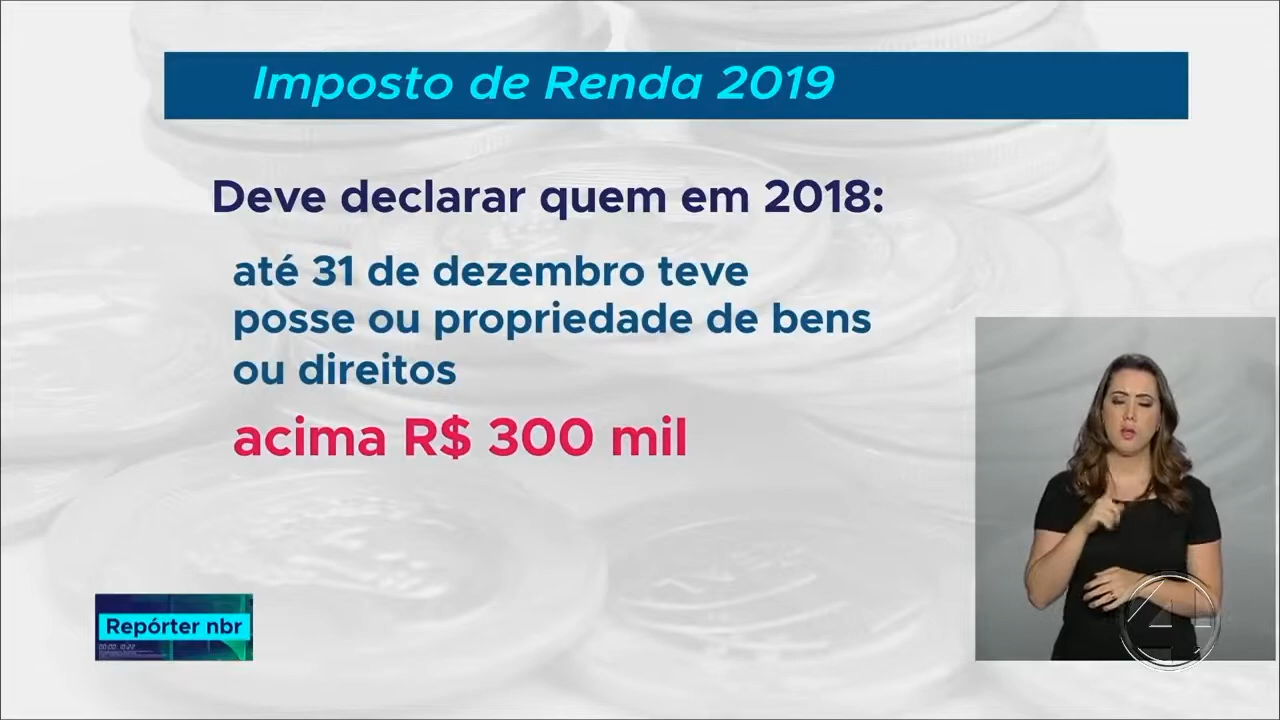 Imposto de Renda 2019
Deve declarar quem em 2018:
até 31 de dezembro teve
posse ou propriedade de bens
ou direitos
acima R$ 300 mil
Repórter nbr
4